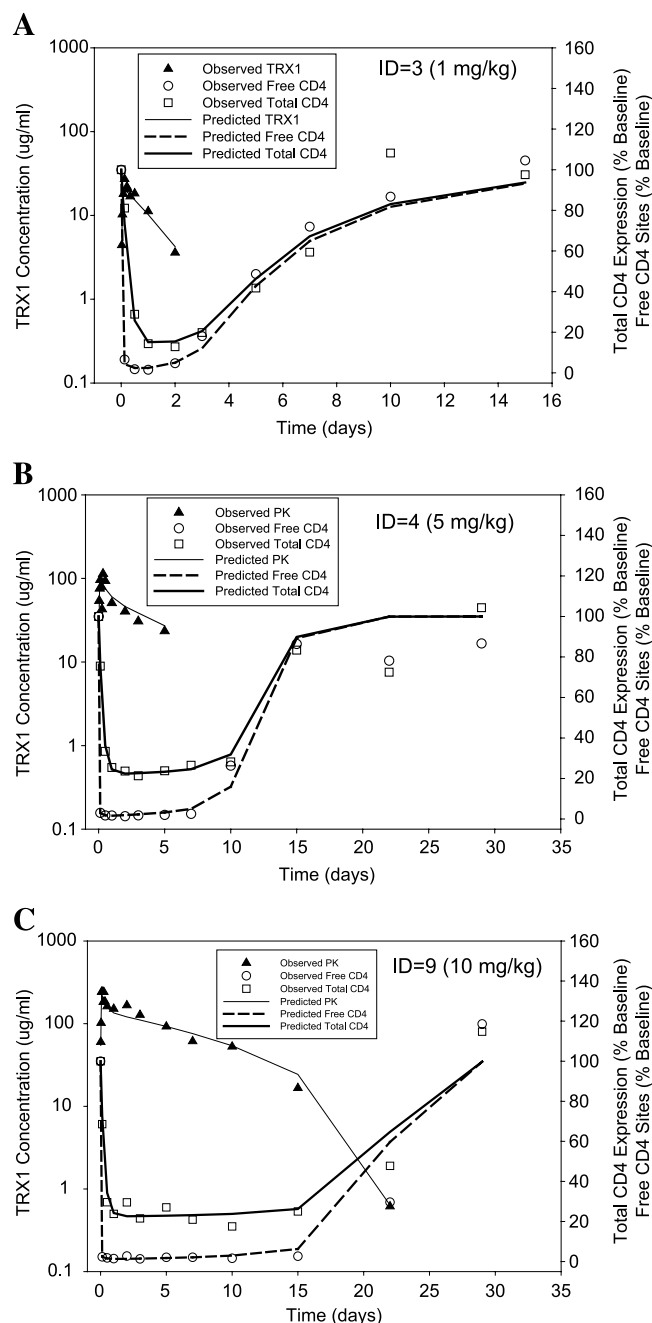 A
1000
100
10
1
0.1
TRX1 Concentration (ug/ml)
Observed TRX1
Observed Free CD4
Observed Total CD4
Predicted TRX1
Predicted Free CD4
Predicted Total CD4
ID=3 (1 mg/kg)
160
140
120
100
80
60
40
20
0
Total CD4 Expression (% Baseline)
Free CD4 Sites (% Baseline)
0 2 4 6 8 10 12 14 16
Time (days)
B
1000
100
10
1
0.1
TRX1 Concentration (ug/ml)
Observed PK
Observed Free CD4
Observed Total CD4
Predicted PK
Predicted Free CD4
Predicted Total CD4
ID=4 (5 mg/kg)
160
140
120
100
80
60
40
20
0
Total CD4 Expression (% Baseline)
Free CD4 Sites (% Baseline)
0 5 10 15 20 25 30 35
Time (days)
C
1000
100
10
1
0.1
TRX1 Concentration (ug/ml)
Observed PK
Observed Free CD4
Observed Total CD4
Predicted PK
Predicted Free CD4
Predicted Total CD4
ID=9 (10 mg/kg)
160
140
120
100
80
60
40
20
0
Total CD4 Expression (% Baseline)
Free CD4 Sites (% Baseline)
0 5 10 15 20 25 30 35
Time (days)